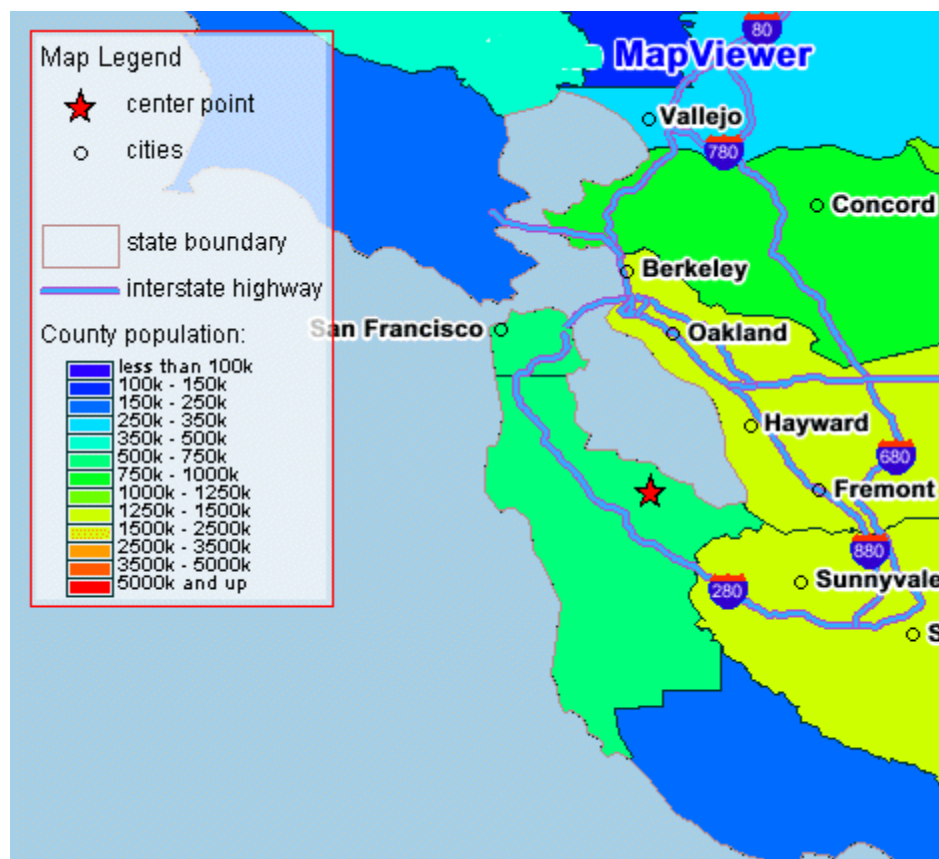 Map Legend
center point
cities
state boundary
interstate highway
County population:
less than 100k
100k - 150k
150k - 250k
250k - 350k
350k - 500k
500k - 750k
750k - 1000k
1000k - 1250k
1250k - 1500k
1500k - 2500k
2500k - 3500k
3500k - 5000k
5000k and up
80
MapViewer
Vallejo
780
Concord
Berkeley
San Francisco
Oakland
Hayward
680
Fremont
880
Sunnyvale
280
S